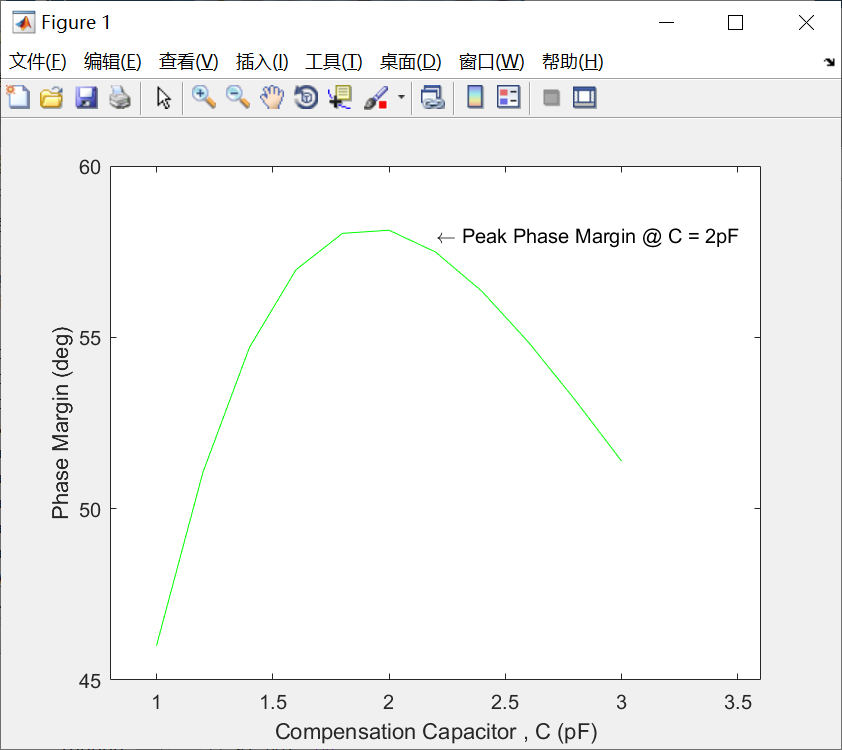 Figure 1
文件(F) 编辑(E) 查看(V) 插入(I) 工具(T) 桌面(D) 窗口(W) 帮助(H)
60
← Peak Phase Margin @ C = 2pF
55
Phase Margin (deg)
50
45
1 1.5 2 2.5 3 3.5
Compensation Capacitor , C (pF)